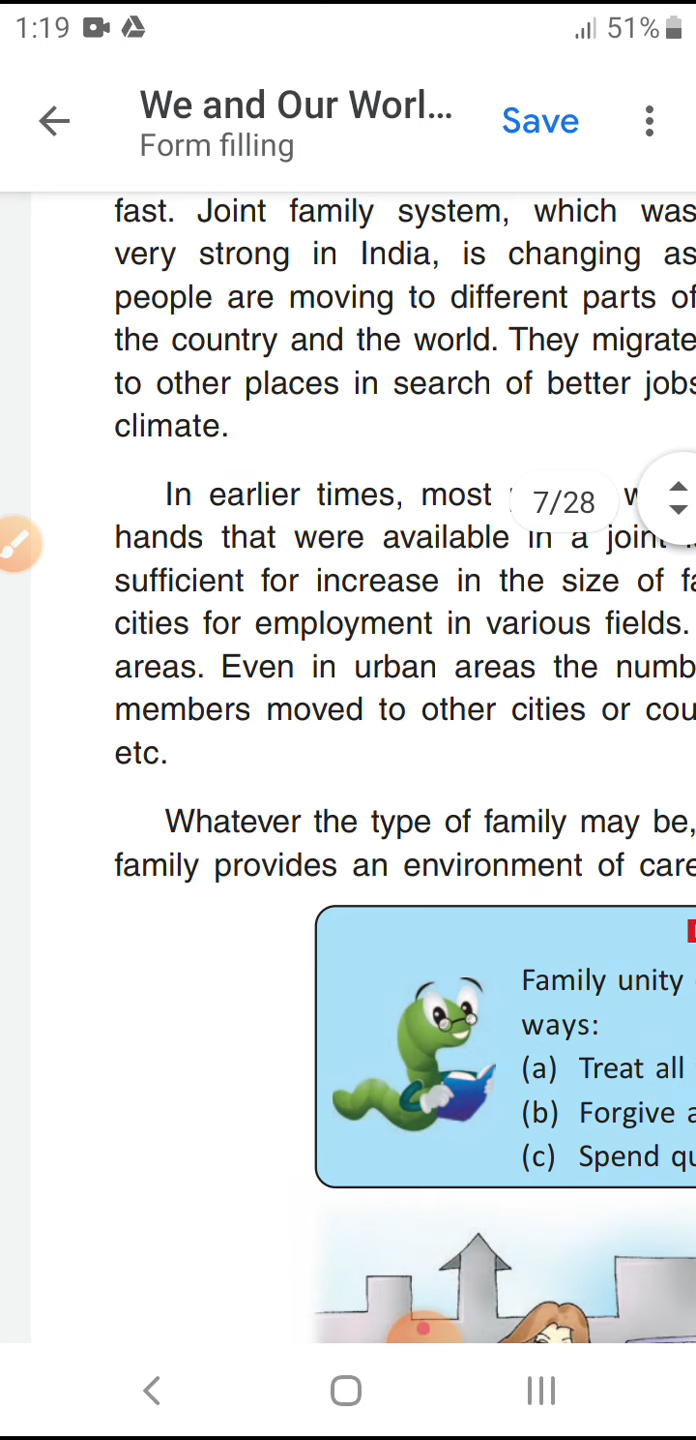 1:19
51%
We and Our Worl...
Save
Form filling
fast. Joint family system, which was
very strong in India, is changing as
people are moving to different parts of
the country and the world. They migrate
to other places in search of better jobs
climate.
In earlier times, most
7/28
hands that were available in a joint
sufficient for increase in the size of
cities for employment in various fields.
areas. Even in urban areas the numb
members moved to other cities or cou
etc.
Whatever the type of family may be,
family provides an environment of care
Family unity
ways:
(a) Treat all
(b) Forgive a
(c) Spend qu